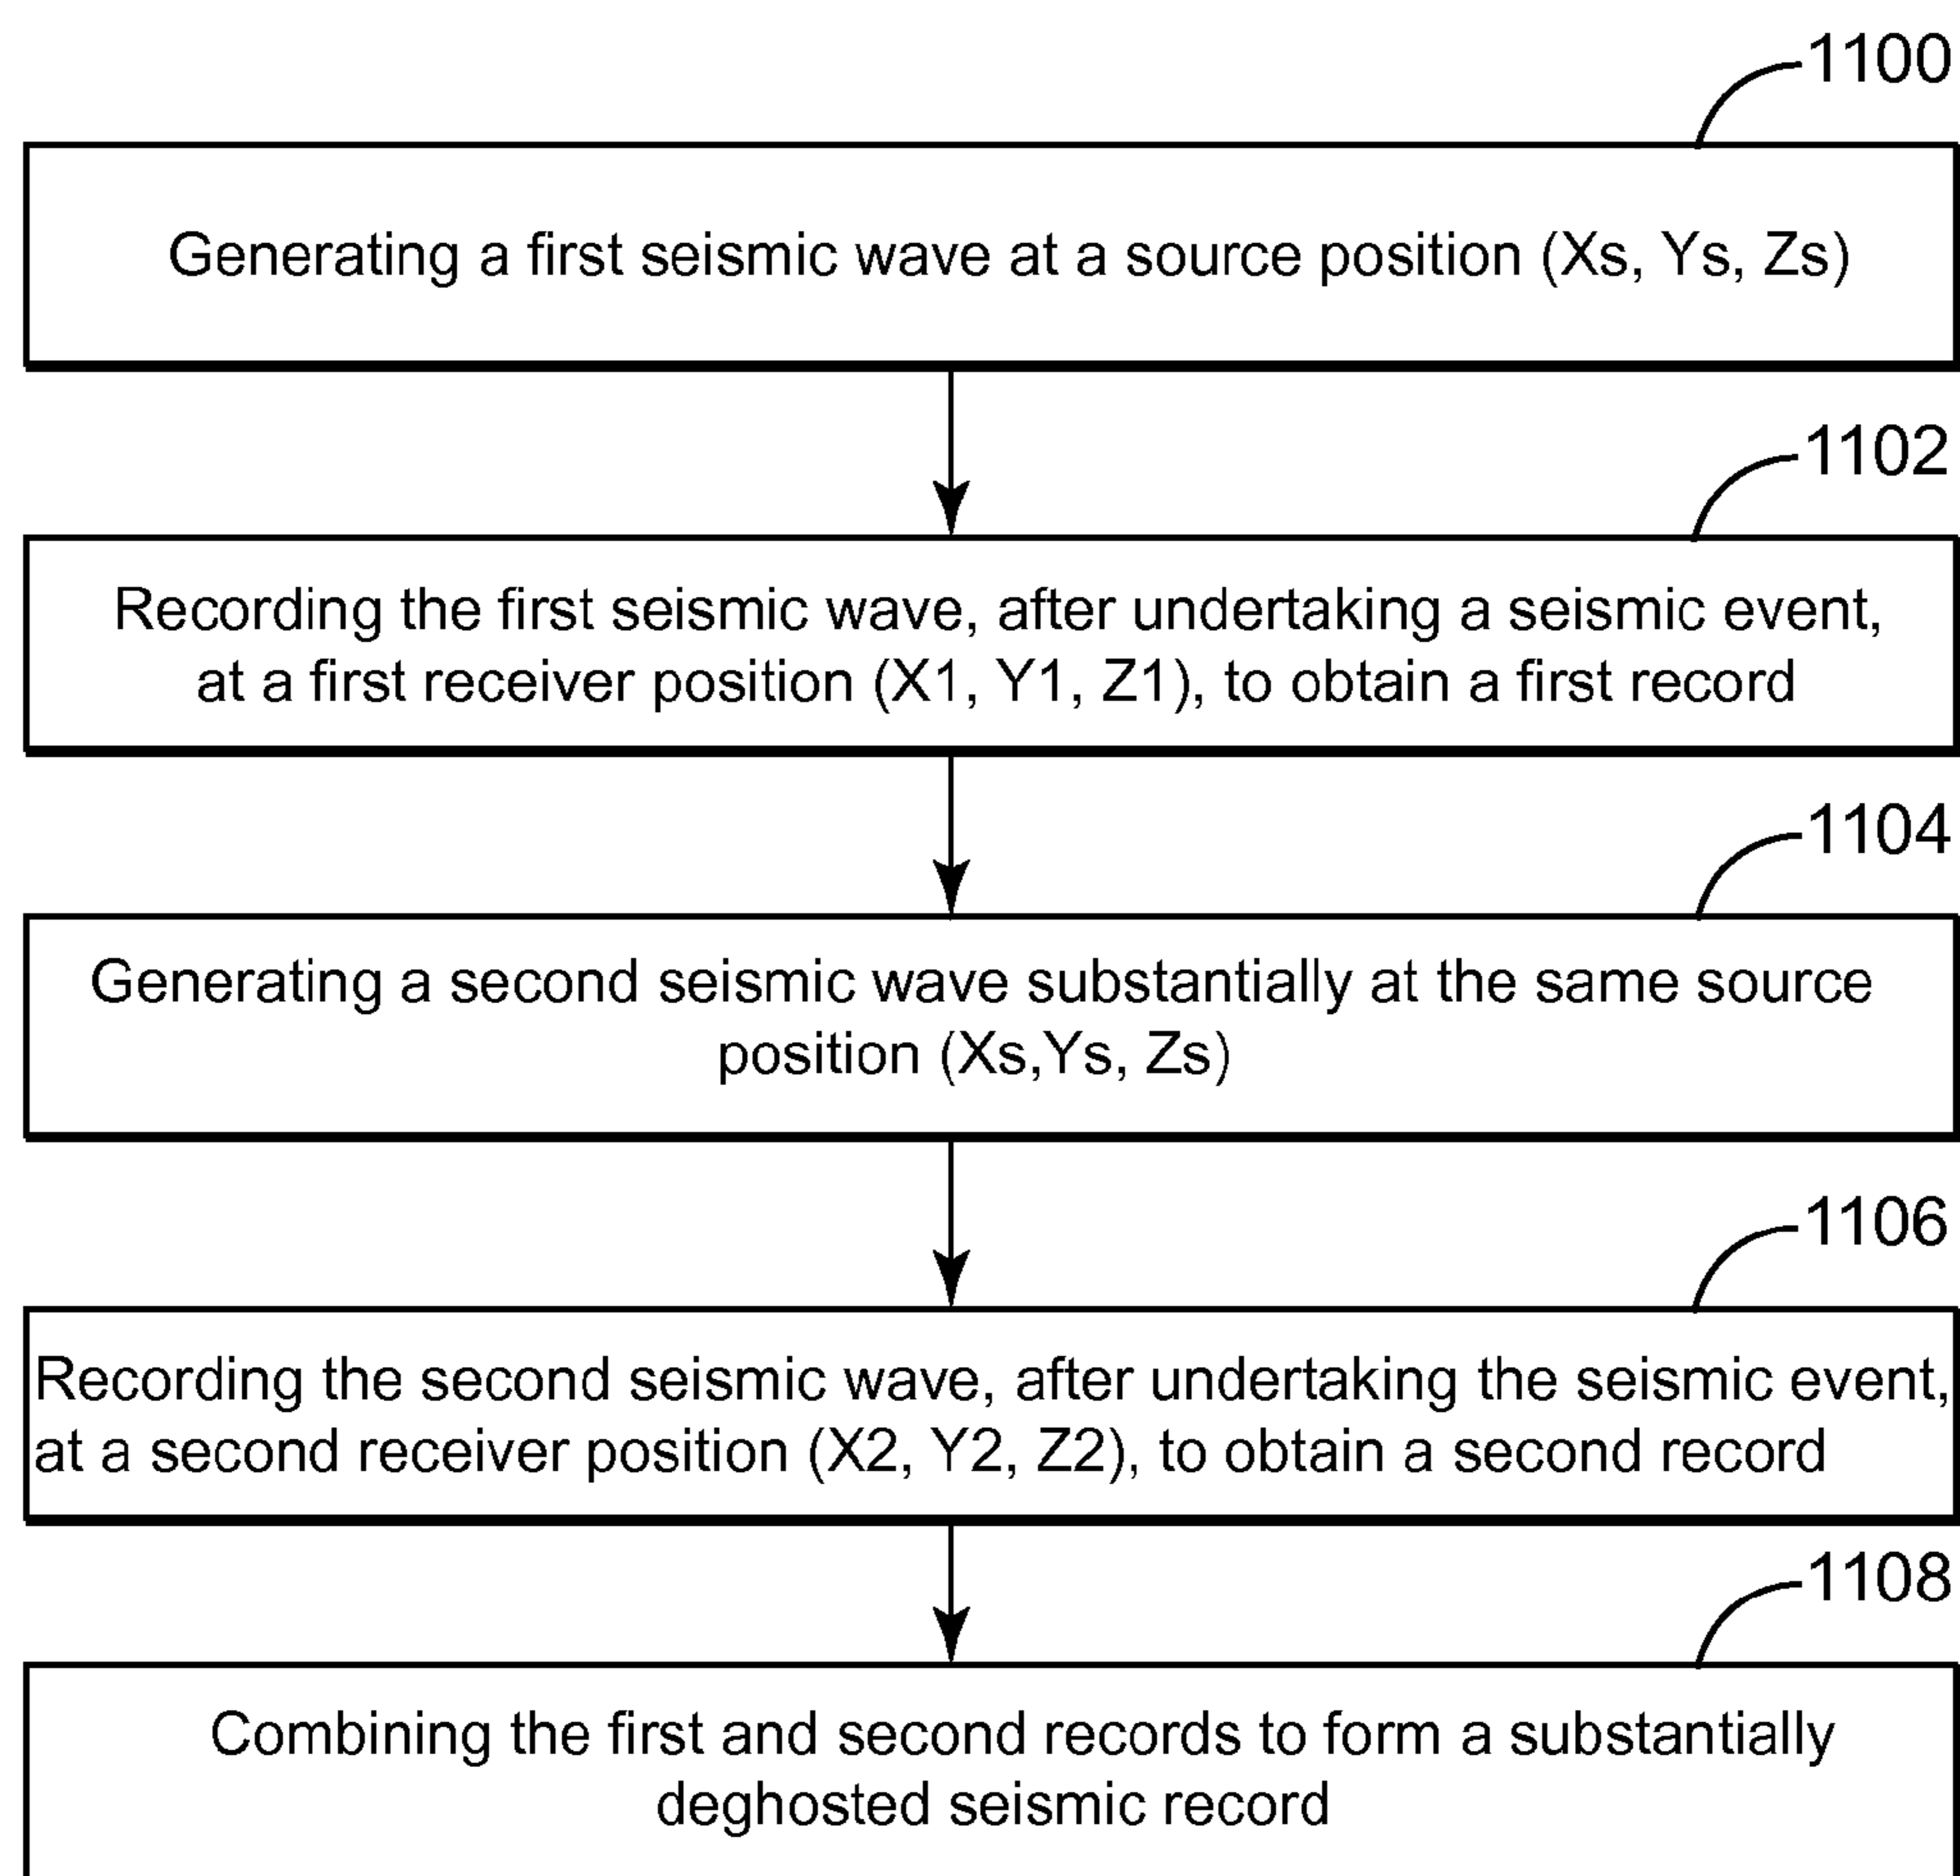 1100
Generating a first seismic wave at a source position (Xs, Ys, Zs)
1102
Recording the first seismic wave, after undertaking a seismic event,
at a first receiver position (X1, Y1, Z1), to obtain a first record
1104
Generating a second seismic wave substantially at the same source
position (Xs,Ys, Zs)
1106
Recording the second seismic wave, after undertaking the seismic event,
at a second receiver position (X2, Y2, Z2), to obtain a second record
1108
Combining the first and second records to form a substantially
deghosted seismic record